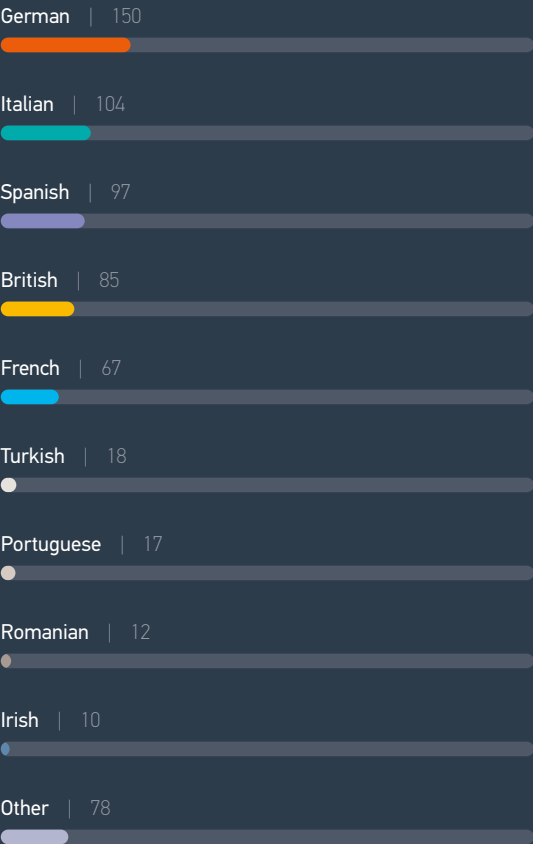 German | 150
Italian | 104
Spanish | 97
British | 85
French | 67
Turkish | 18
Portuguese | 17
Romanian | 12
Irish | 10
Other | 78